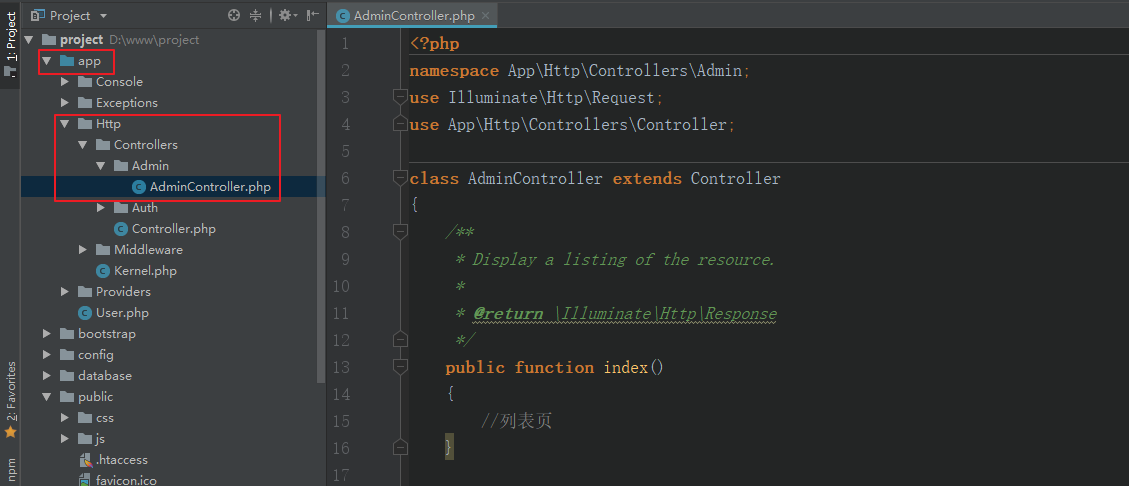 1: Project
2: Favorites
npm
Project
project D:\www\project
app
Console
Exceptions
Http
Controllers
Admin
AdminController.php
Auth
Controller.php
Middleware
Kernel.php
Providers
User.php
bootstrap
config
database
public
css
js
.htaccess
favicon.ico
AdminController.php
1 <?php
2 namespace App\Http\Controllers\Admin;
3 use Illuminate\Http\Request;
4 use App\Http\Controllers\Controller;
5
6 class AdminController extends Controller
7 {
8 /**
9 * Display a listing of the resource.
10 *
11 * @return \Illuminate\Http\Response
12 */
13 public function index()
14 {
15 //列表页
16 }
17